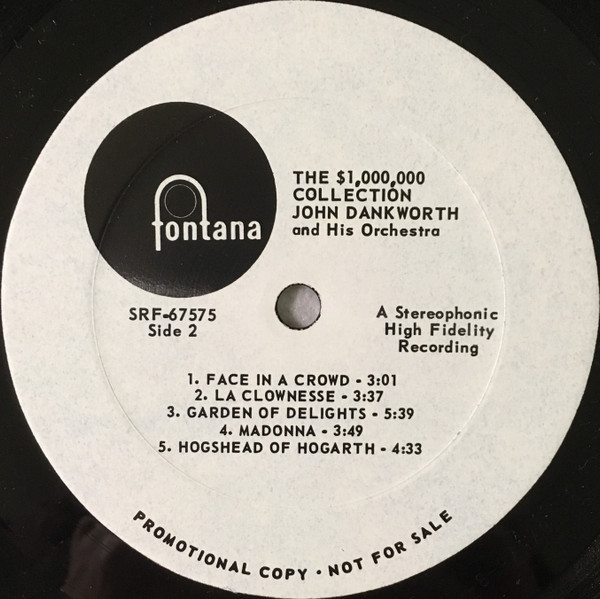 fontana
THE $1,000,000
COLLECTION
JOHN DANKWORTH
and His Orchestra
SRF-67575
Side 2
A Stereophonic
High Fidelity
Recording
1. FACE IN A CROWD - 3:01
2. LA CLOWNESSE - 3:37
3. GARDEN OF DELIGHTS - 5:39
4. MADONNA - 3:49
5. HOGSHEAD OF HOGARTH - 4:33
PROMOTIONAL COPY · NOT FOR SALE